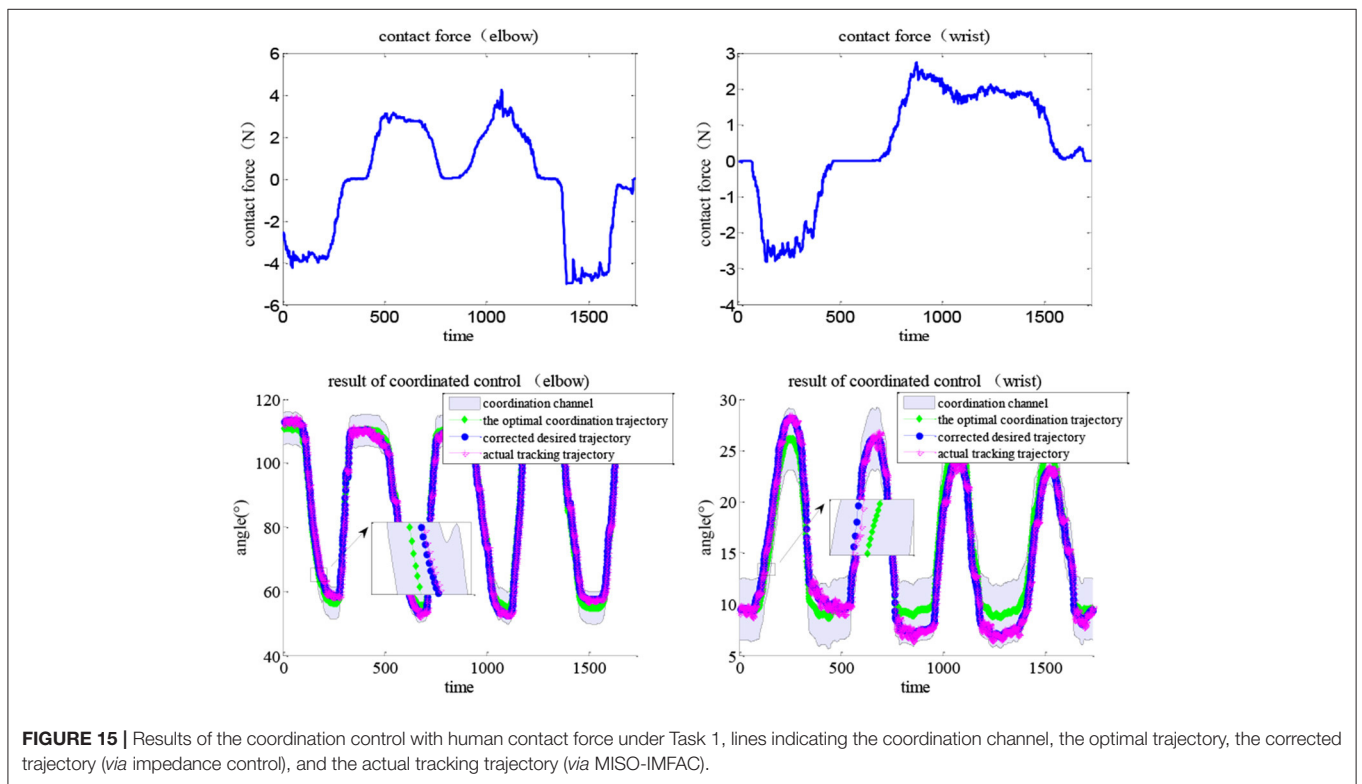 contact force（elbow)
contact force（N）
6
4
2
0
-2
-4
-6
0 500 1000 1500
time
contact force（wrist)
contact force（N）
3
2
1
0
-1
-2
-3
-4
0 500 1000 1500
time
result of coordinated control （elbow)
coordination channel
the optimal coordination trajectory
corrected desired trajectory
actual tracking trajectory
angle(°)
120
100
80
60
40
0 500 1000 1500
time
result of coordinated control （wrist)
coordination channel
the optimal coordination trajectory
corrected desired trajectory
actual tracking trajectory
angle(°)
30
25
20
15
10
5
0 500 1000 1500
time
FIGURE 15 | Results of the coordination control with human contact force under Task 1, lines indicating the coordination channel, the optimal trajectory, the corrected
trajectory (via impedance control), and the actual tracking trajectory (via MISO-IMFAC).